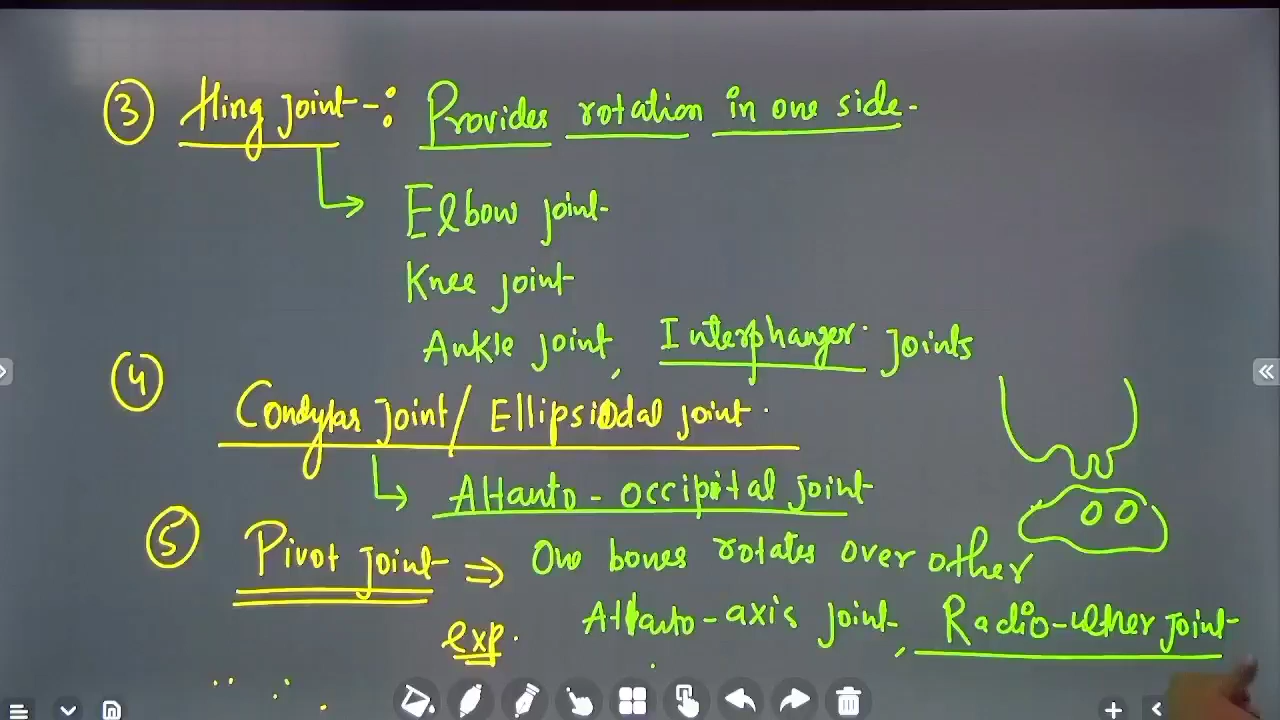 3 Hing joint-: Provides rotation in one side.
Elbow joint-
Knee joint
Ankle joint, Interphanger joints
4 Condylar joint / Ellipsiodal joint.
Atlanto - occipital joint
5 Pivot joint ⇒ One bones rotates over other
exp. Atlanto-axis joint, Radio-ulner joint